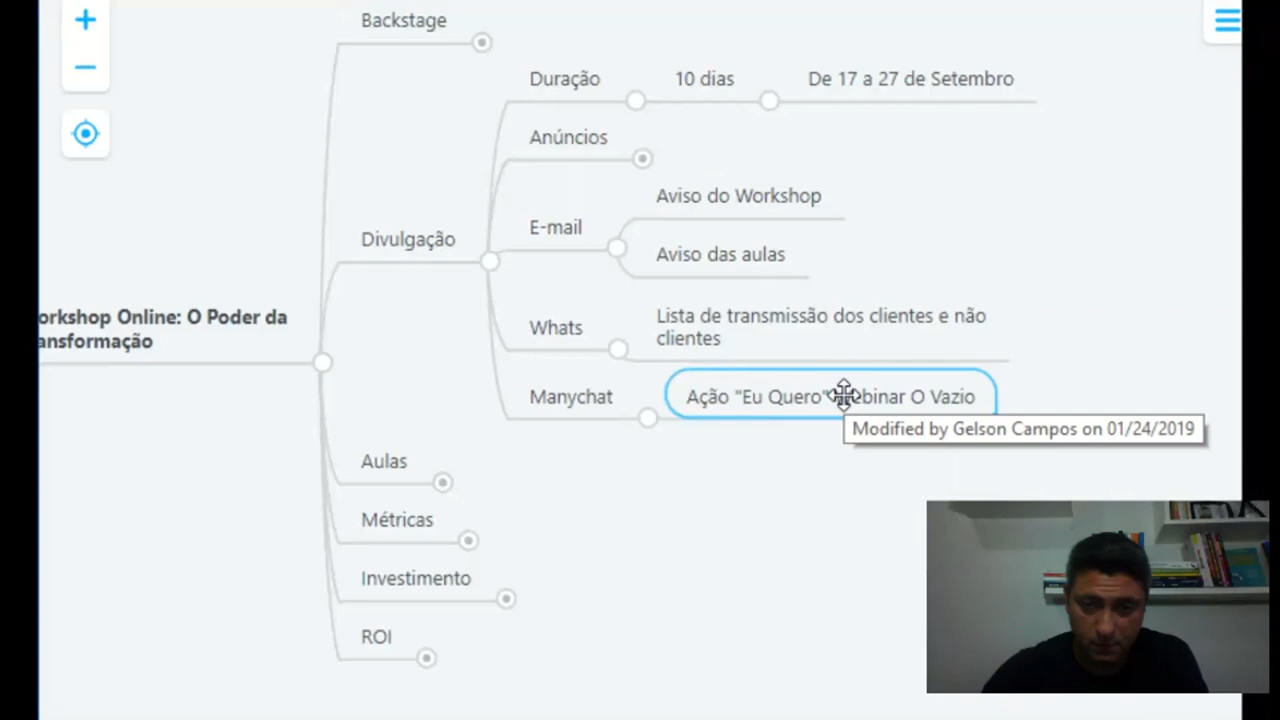 Backstage
Duração
10 dias
De 17 a 27 de Setembro
Anúncios
Aviso do Workshop
E-mail
Divulgação
Aviso das aulas
orkshop Online: O Poder da
ansformação
Lista de transmissão dos clientes e não
clientes
Whats
Manychat
Ação "Eu Quero" binar O Vazio
Modified by Gelson Campos on 01/24/2019
Aulas
Métricas
Investimento
ROI